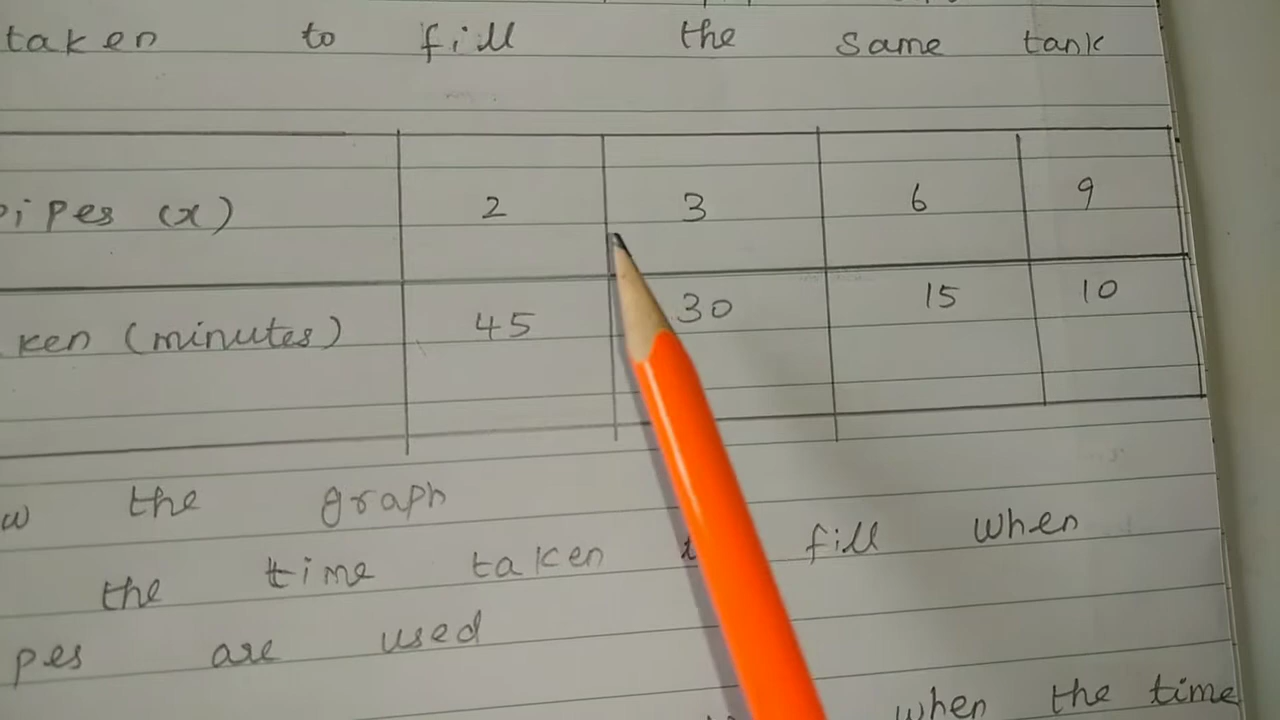 taken to fill the same tank
pipes (x) 2 3 6 9
ken (minutes) 45 30 15 10
w the graph
the time taken fill when
pes are used
when the time